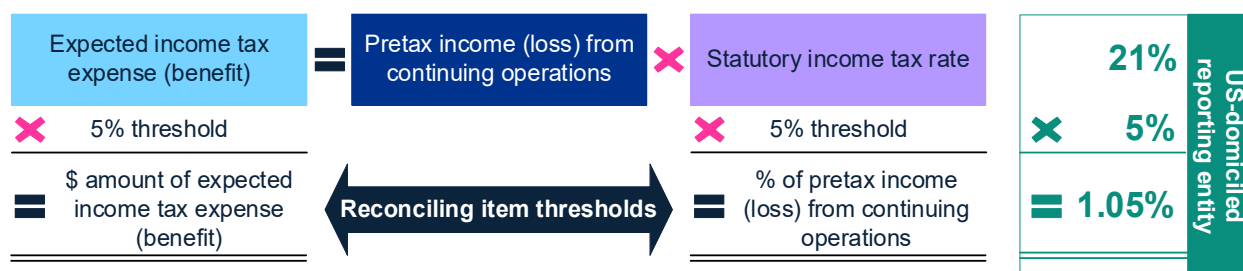 Expected income tax
expense (benefit)
=
Pretax income (loss) from
continuing operations
×
Statutory income tax rate
× 5% threshold
× 5% threshold
= $ amount of expected
income tax expense
(benefit)
Reconciling item thresholds
= % of pretax income
(loss) from continuing
operations
21%
× 5%
= 1.05%
US-domiciled
reporting entity